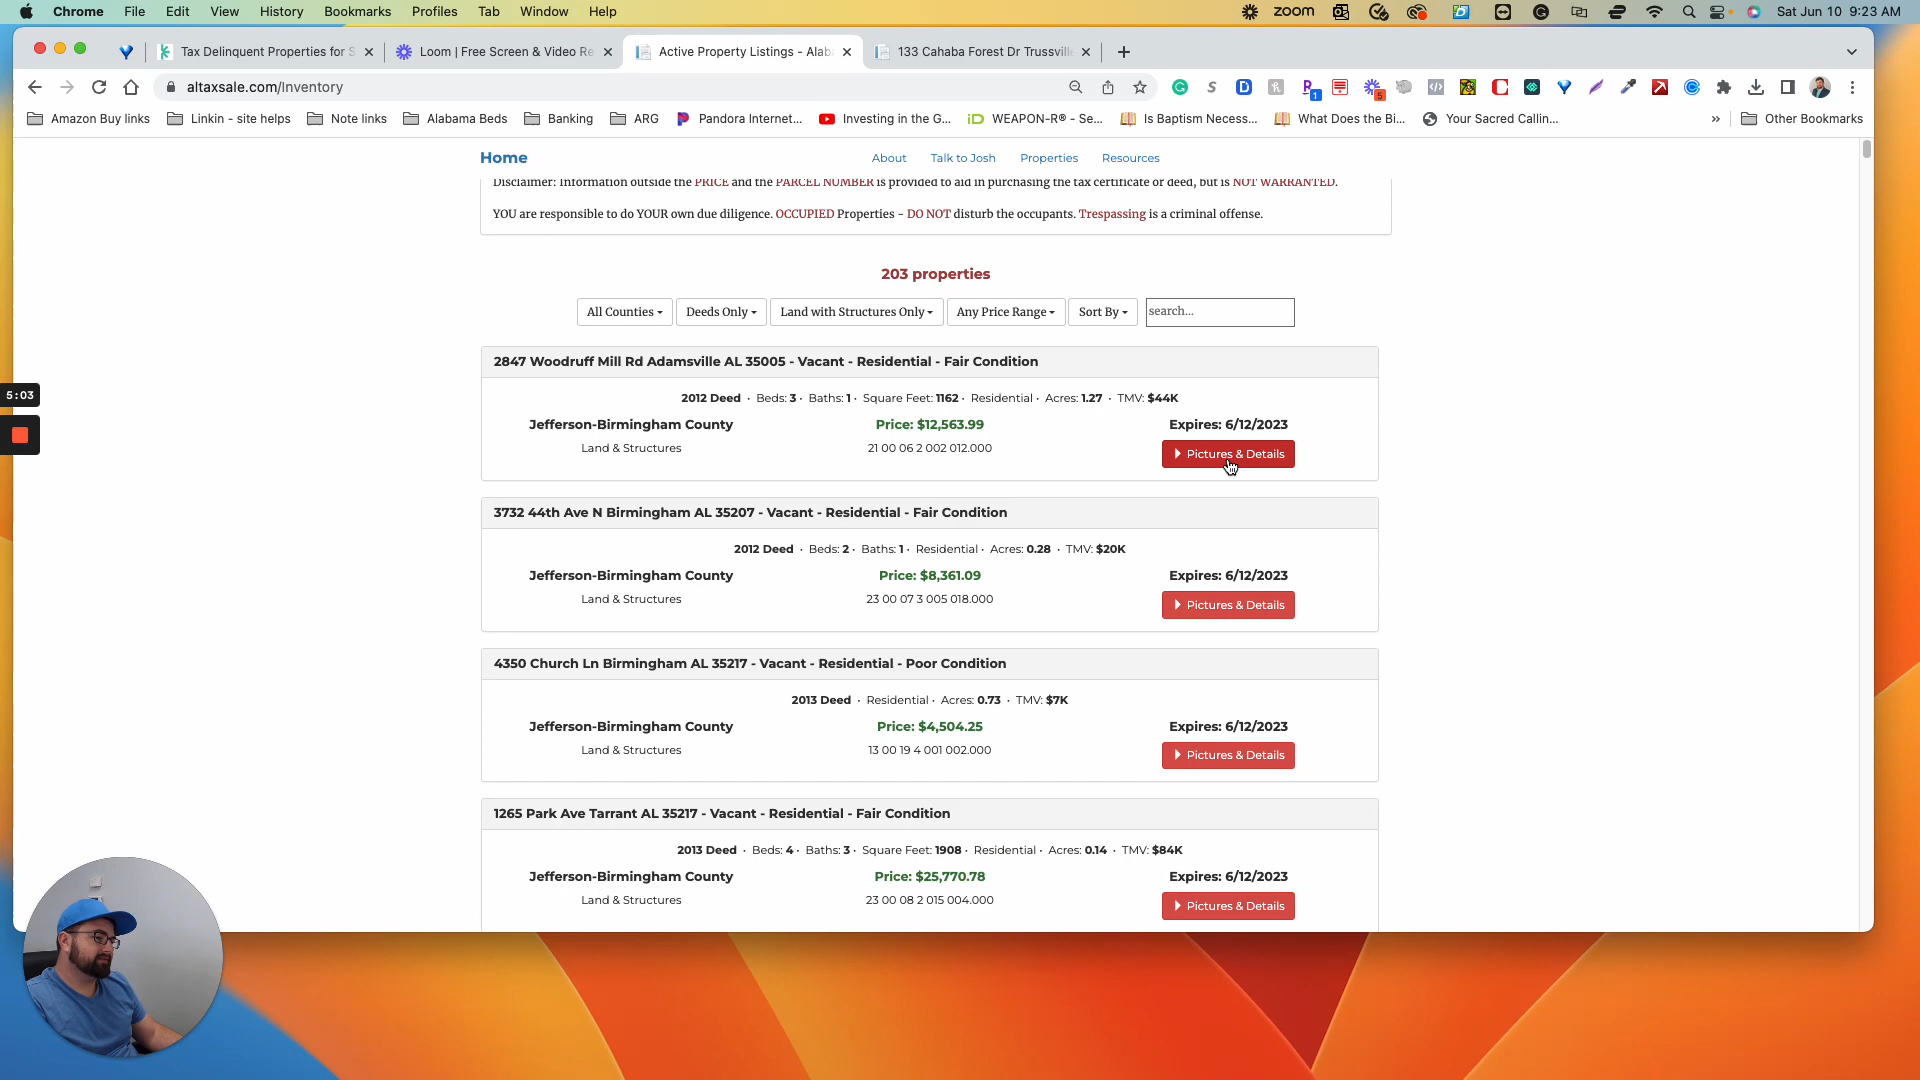 Chrome File Edit View History Bookmarks Profiles Tab Window Help zoom Sat Jun 10 9:23 AM
Tax Delinquent Properties for S Loom | Free Screen & Video Re Active Property Listings - Alab 133 Cahaba Forest Dr Trussvill
altaxsale.com/Inventory
Amazon Buy links Linkin - site helps Note links Alabama Beds Banking ARG Pandora Internet... Investing in the G... WEAPON-R® - Se... Is Baptism Necess... What Does the Bi... Your Sacred Callin... » Other Bookmarks
Home About Talk to Josh Properties Resources
Disclaimer: Information outside the PRICE and the PARCEL NUMBER is provided to aid in purchasing the tax certificate or deed, but is NOT WARRANTED.
YOU are responsible to do YOUR own due diligence. OCCUPIED Properties - DO NOT disturb the occupants. Trespassing is a criminal offense.
203 properties
All Counties Deeds Only Land with Structures Only Any Price Range Sort By search...
2847 Woodruff Mill Rd Adamsville AL 35005 - Vacant - Residential - Fair Condition
2012 Deed · Beds: 3 · Baths: 1 · Square Feet: 1162 · Residential · Acres: 1.27 · TMV: $44K
Jefferson-Birmingham County Price: $12,563.99 Expires: 6/12/2023
Land & Structures 21 00 06 2 002 012.000 Pictures & Details
5:03
3732 44th Ave N Birmingham AL 35207 - Vacant - Residential - Fair Condition
2012 Deed · Beds: 2 · Baths: 1 · Residential · Acres: 0.28 · TMV: $20K
Jefferson-Birmingham County Price: $8,361.09 Expires: 6/12/2023
Land & Structures 23 00 07 3 005 018.000 Pictures & Details
4350 Church Ln Birmingham AL 35217 - Vacant - Residential - Poor Condition
2013 Deed · Residential · Acres: 0.73 · TMV: $7K
Jefferson-Birmingham County Price: $4,504.25 Expires: 6/12/2023
Land & Structures 13 00 19 4 001 002.000 Pictures & Details
1265 Park Ave Tarrant AL 35217 - Vacant - Residential - Fair Condition
2013 Deed · Beds: 4 · Baths: 3 · Square Feet: 1908 · Residential · Acres: 0.14 · TMV: $84K
Jefferson-Birmingham County Price: $25,770.78 Expires: 6/12/2023
Land & Structures 23 00 08 2 015 004.000 Pictures & Details